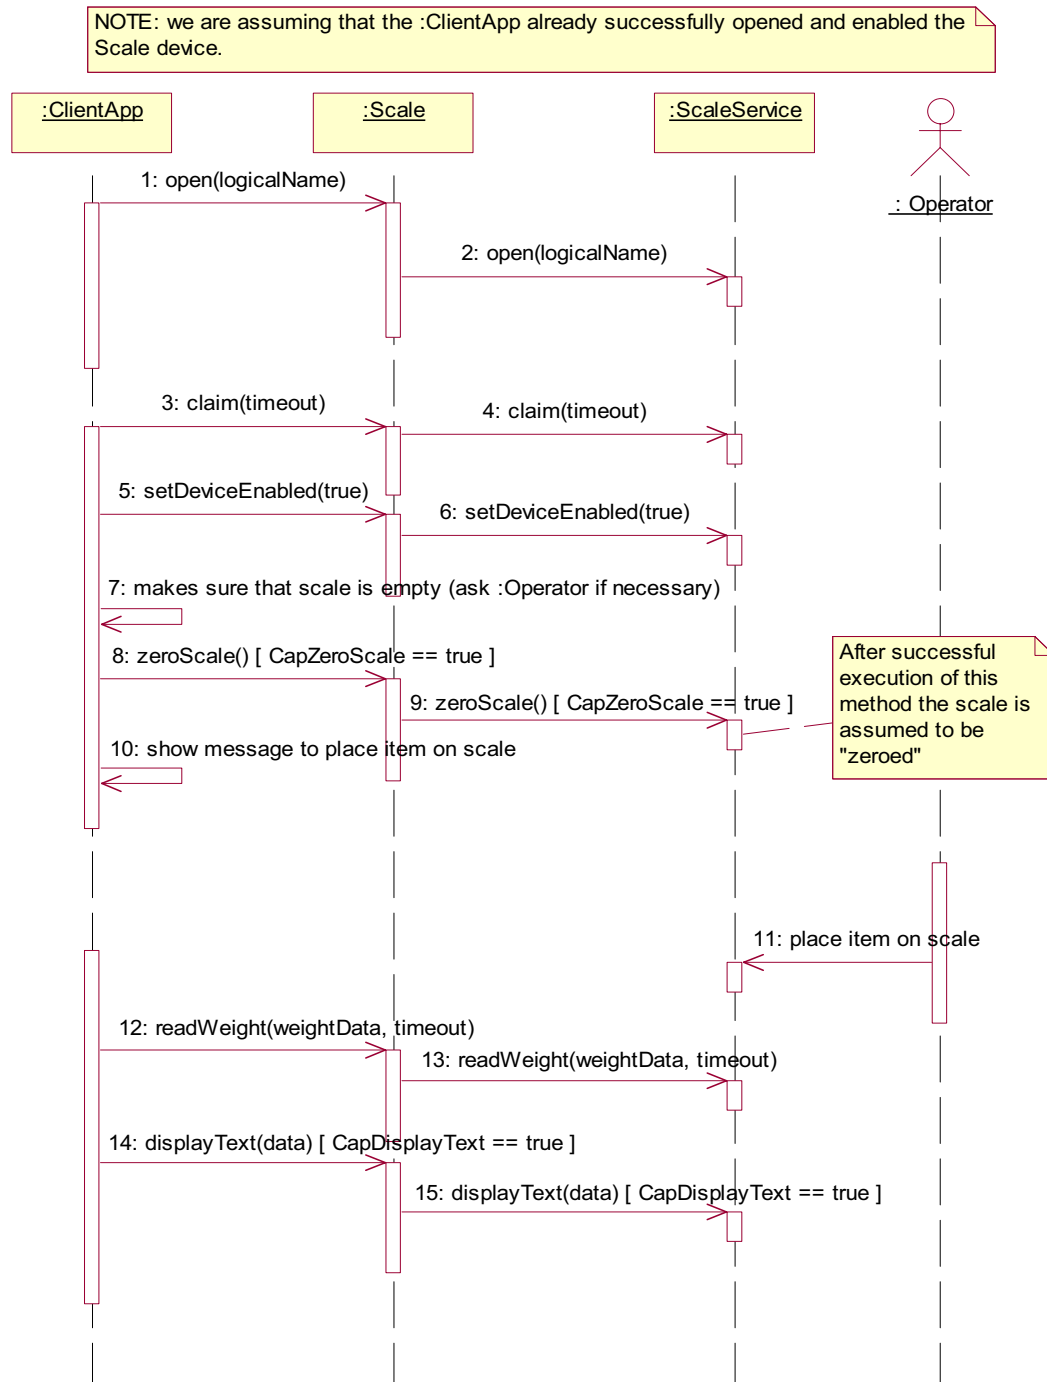 NOTE: we are assuming that the :ClientApp already successfully opened and enabled the
Scale device.
:ClientApp
:Scale
:ScaleService
: Operator
1: open(logicalName)
2: open(logicalName)
3: claim(timeout)
4: claim(timeout)
5: setDeviceEnabled(true)
6: setDeviceEnabled(true)
7: makes sure that scale is empty (ask :Operator if necessary)
8: zeroScale() [ CapZeroScale == true ]
9: zeroScale() [ CapZeroScale == true ]
After successful
execution of this
method the scale is
assumed to be
"zeroed"
10: show message to place item on scale
11: place item on scale
12: readWeight(weightData, timeout)
13: readWeight(weightData, timeout)
14: displayText(data) [ CapDisplayText == true ]
15: displayText(data) [ CapDisplayText == true ]